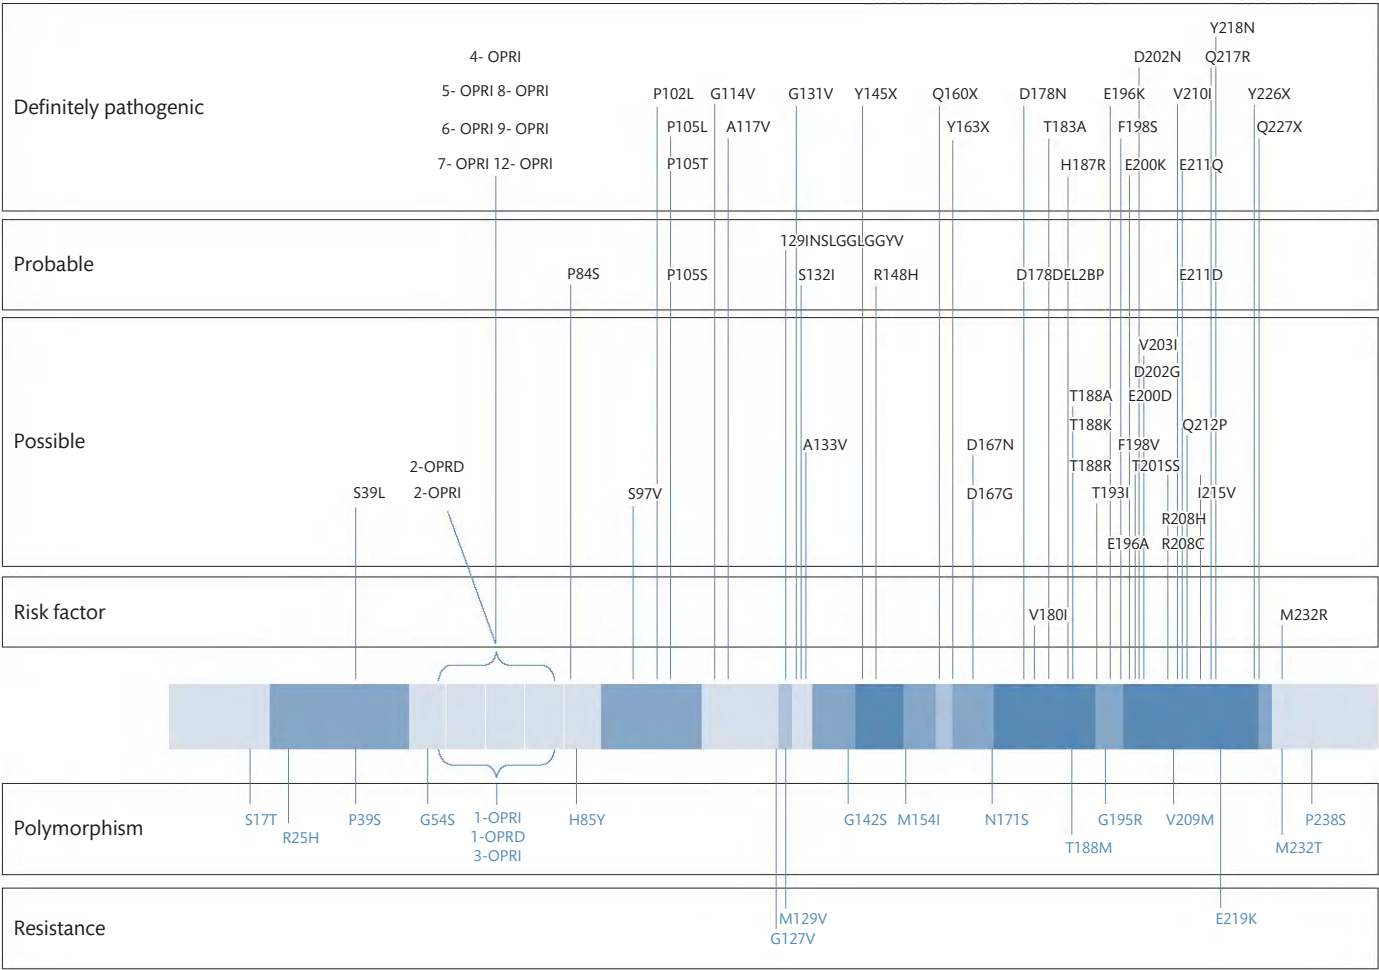 Y218N
4- OPRI D202N Q217R
5- OPRI 8- OPRI P102L G114V G131V Y145X Q160X D178N E196K V210I Y226X
Definitely pathogenic
6- OPRI 9- OPRI P105L A117V Y163X T183A F198S Q227X
7- OPRI 12- OPRI P105T H187R E200K E211Q
129INSLGGLGGYV
Probable
P84S P105S S132I R148H D178DEL2BP E211D
V203I
D202G
T188A E200D
T188K Q212P
Possible
A133V D167N F198V
2-OPRD T188R T201SS
S39L 2-OPRI S97V D167G T193I I215V
R208H
E196A R208C
Risk factor
V180I M232R
S17T P39S G54S 1-OPRI H85Y G142S M154I N171S G195R V209M P238S
Polymorphism
R25H 1-OPRD
T188M M232T
3-OPRI
M129V E219K
Resistance
G127V